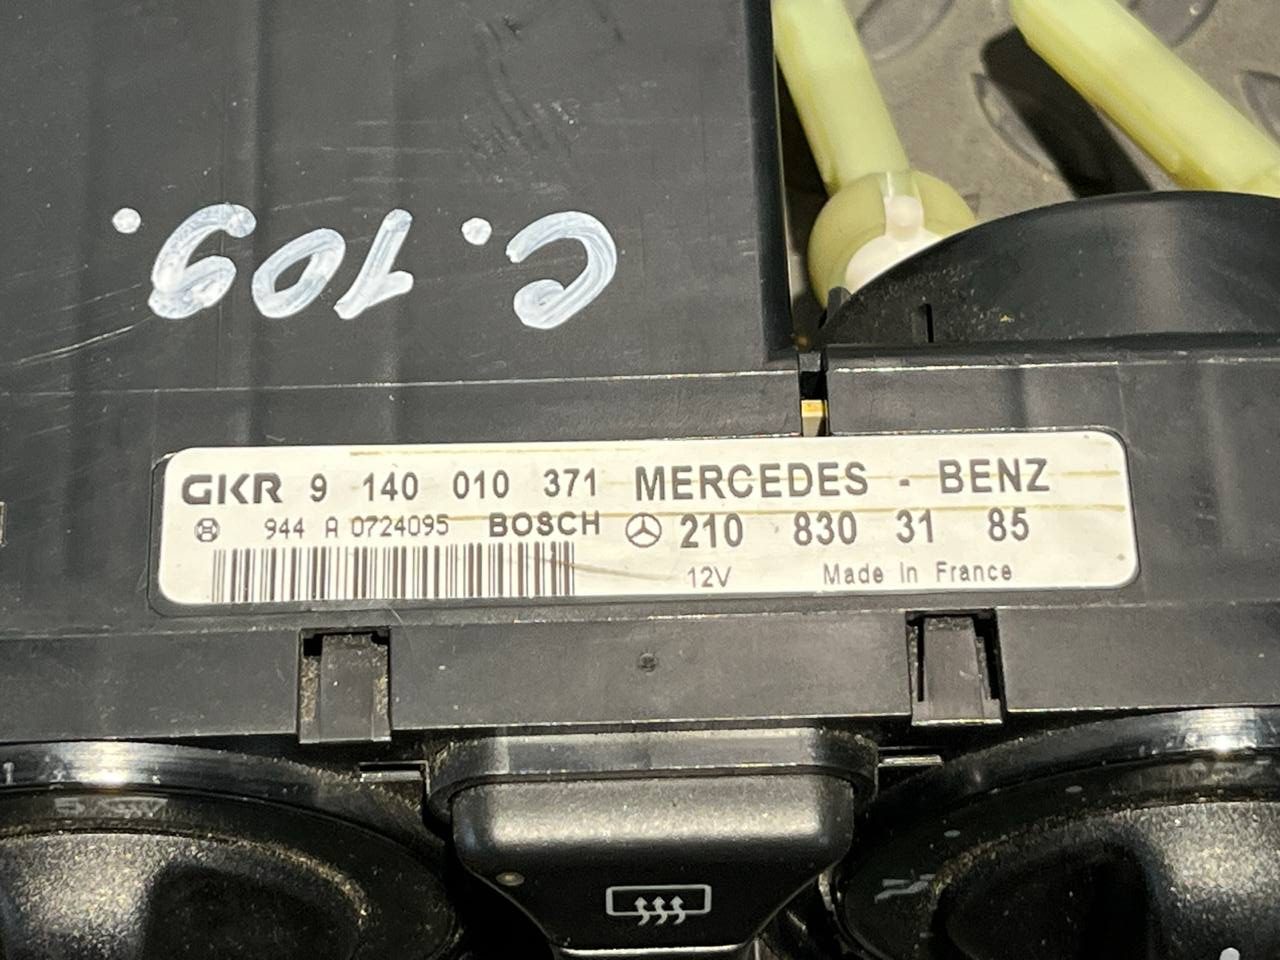 C.109.
GKR 9 140 010 371 MERCEDES - BENZ
944 A 0724095 BOSCH 210 830 31 85
12V Made In France